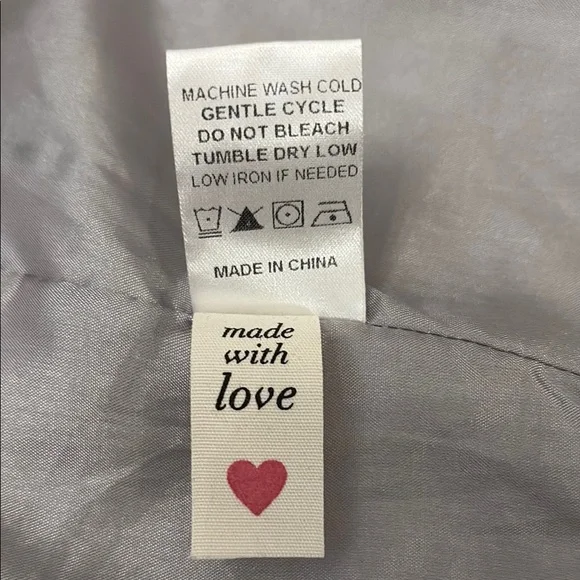 MACHINE WASH COLD
GENTLE CYCLE
DO NOT BLEACH
TUMBLE DRY LOW
LOW IRON IF NEEDED
MADE IN CHINA
made
with
love